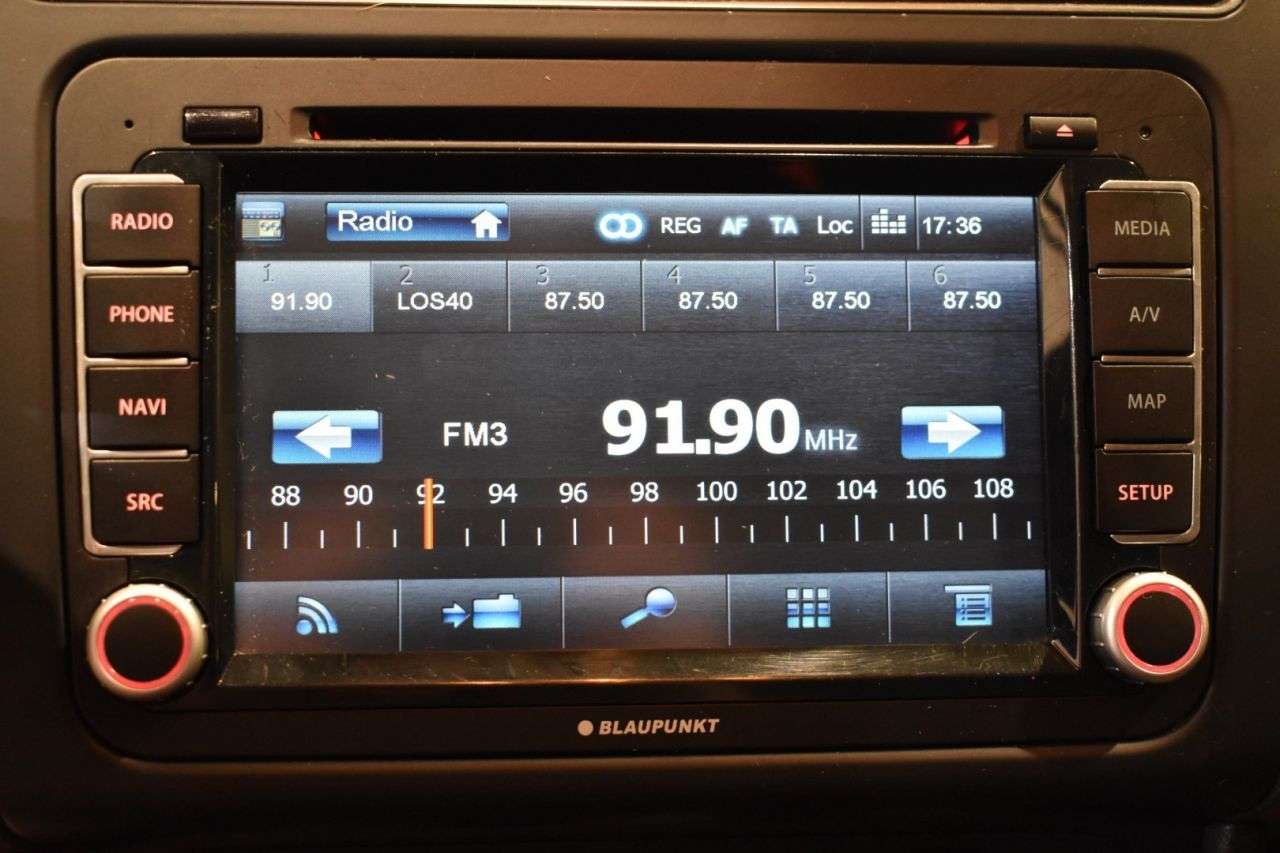 RADIO
PHONE
NAVI
SRC
Radio REG AF TA Loc 17:36
1 2 3 4 5 6
91.90 LOS40 87.50 87.50 87.50 87.50
FM3 91.90 MHz
88 90 92 94 96 98 100 102 104 106 108
MEDIA
A/V
MAP
SETUP
BLAUPUNKT